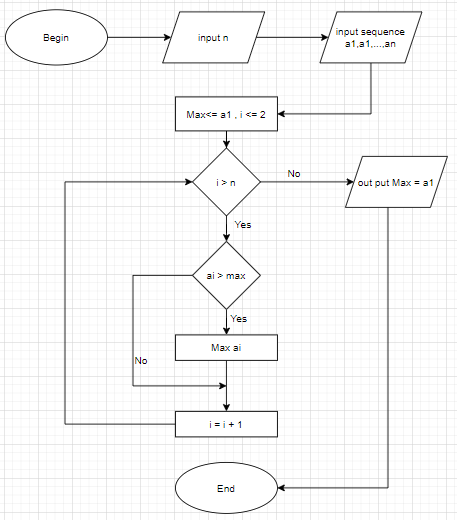 Begin
input n
input sequence
a1,a1,...,an
Max<= a1 , i <= 2
i > n
No
out put Max = a1
Yes
ai > max
Yes
Max ai
No
i = i + 1
End